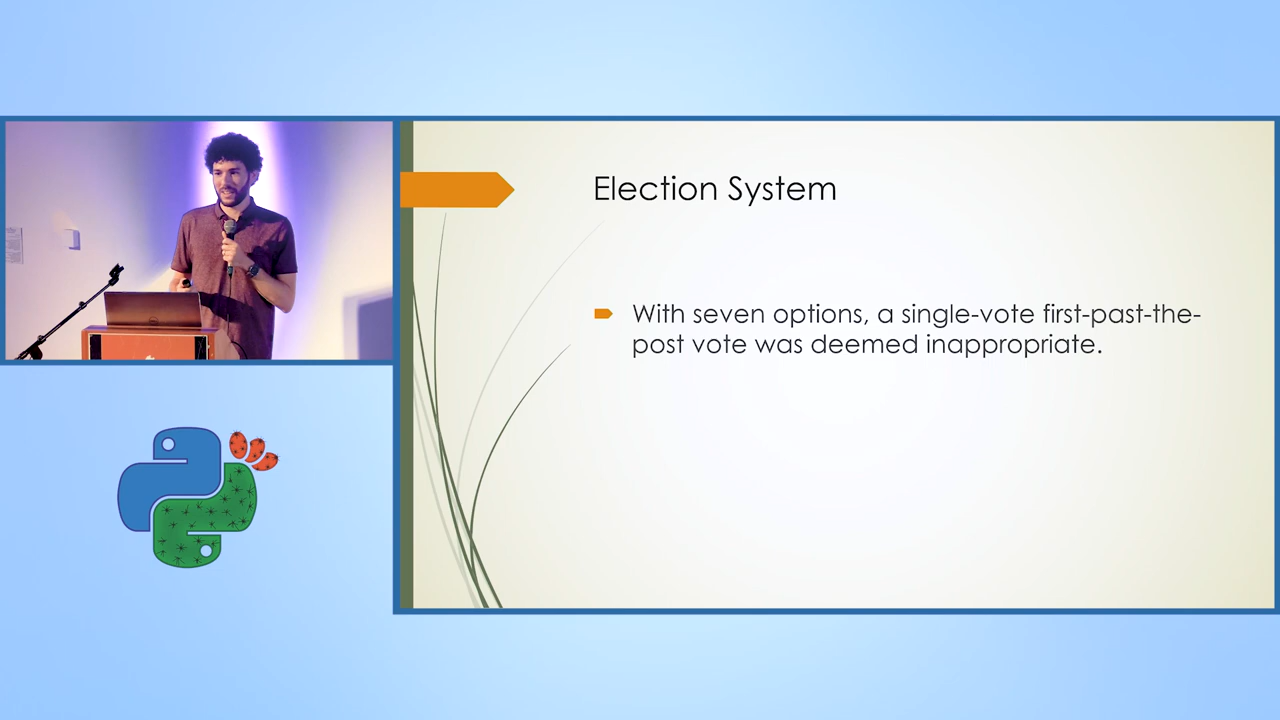 Election System
With seven options, a single-vote first-past-the-
post vote was deemed inappropriate.